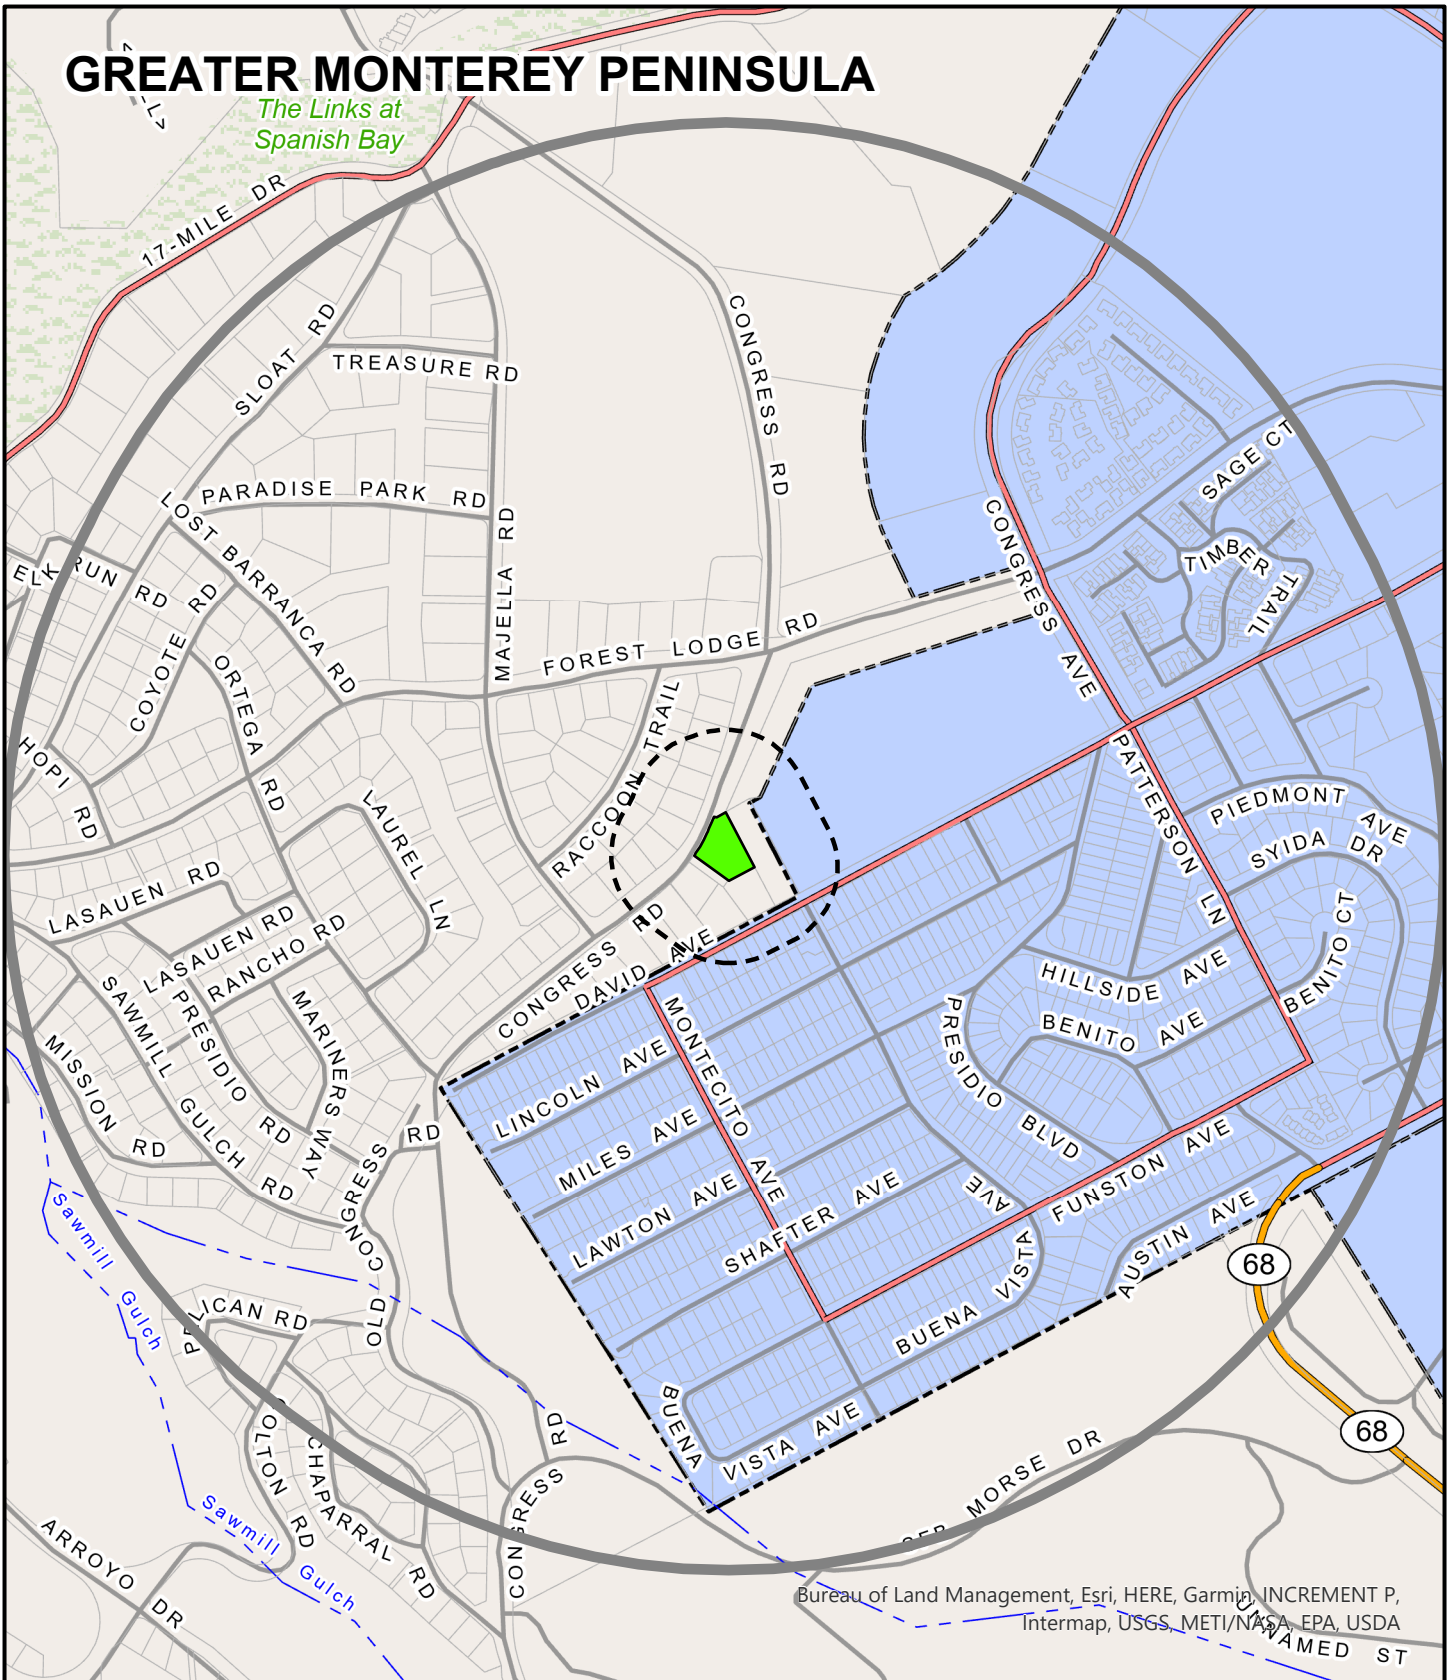 GREATER MONTEREY PENINSULA
The Links at
Spanish Bay
17-MILE DR
SLOAT RD
TREASURE RD
CONGRESS RD
PARADISE PARK RD
LOST BARRANCA RD
MAJELLA RD
ELK RUN RD
COYOTE RD
ORTEGA RD
HOPI RD
FOREST LODGE RD
RACCOON TRAIL
CONGRESS AVE
SAGE CT
TIMBER TRAIL
PATTERSON LN
PIEDMONT AVE
SYIDA DR
BENITO CT
LAUREL LN
LASAUEN RD
LASAUEN RD
RANCHO RD
CONGRESS RD
DAVID AVE
HILLSIDE AVE
BENITO AVE
PRESIDIO BLVD
SAWMILL GULCH RD
PRESIDIO RD
MARINERS WAY
MISSION RD
MONTECITO AVE
LINCOLN AVE
MILES AVE
LAWTON AVE
SHAFTER AVE
FUNSTON AVE
AUSTIN AVE
BUENA VISTA AVE
OLD CONGRESS RD
Sawmill Gulch
PELICAN RD
68
68
BUENA VISTA AVE
COLTON RD
CHAPARRAL RD
CONGRESS RD
MORSE DR
Sawmill Gulch
ARROYO DR
UNNAMED ST
Bureau of Land Management, Esri, HERE, Garmin, INCREMENT P,
Intermap, USGS, METI/NASA, EPA, USDA